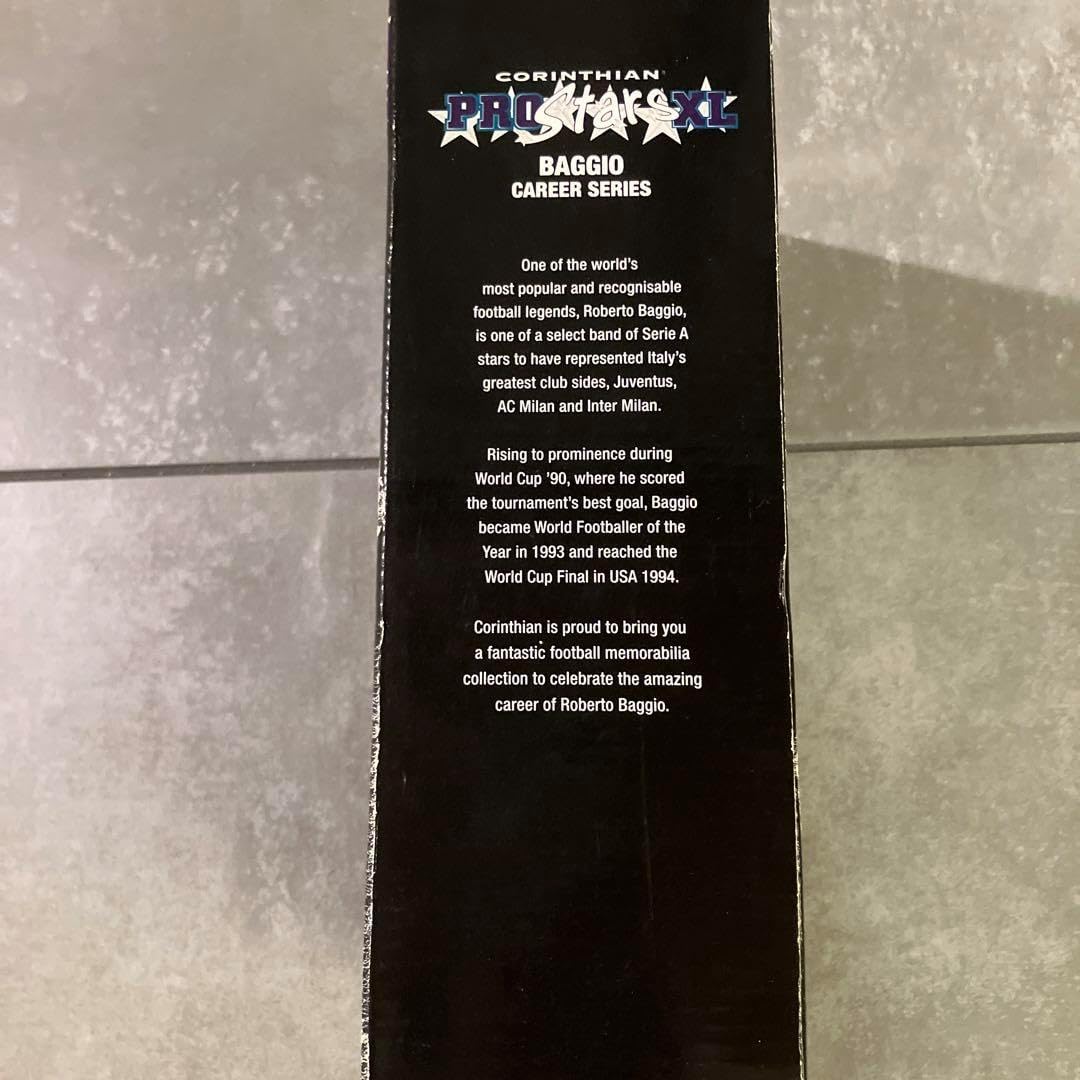 CORINTHIAN
PROStarsXL
BAGGIO
CAREER SERIES
One of the world's
most popular and recognisable
football legends, Roberto Baggio,
is one of a select band of Serie A
stars to have represented Italy's
greatest club sides, Juventus,
AC Milan and Inter Milan.
Rising to prominence during
World Cup '90, where he scored
the tournament's best goal, Baggio
became World Footballer of the
Year in 1993 and reached the
World Cup Final in USA 1994.
Corinthian is proud to bring you
a fantastic football memorabilia
collection to celebrate the amazing
career of Roberto Baggio.